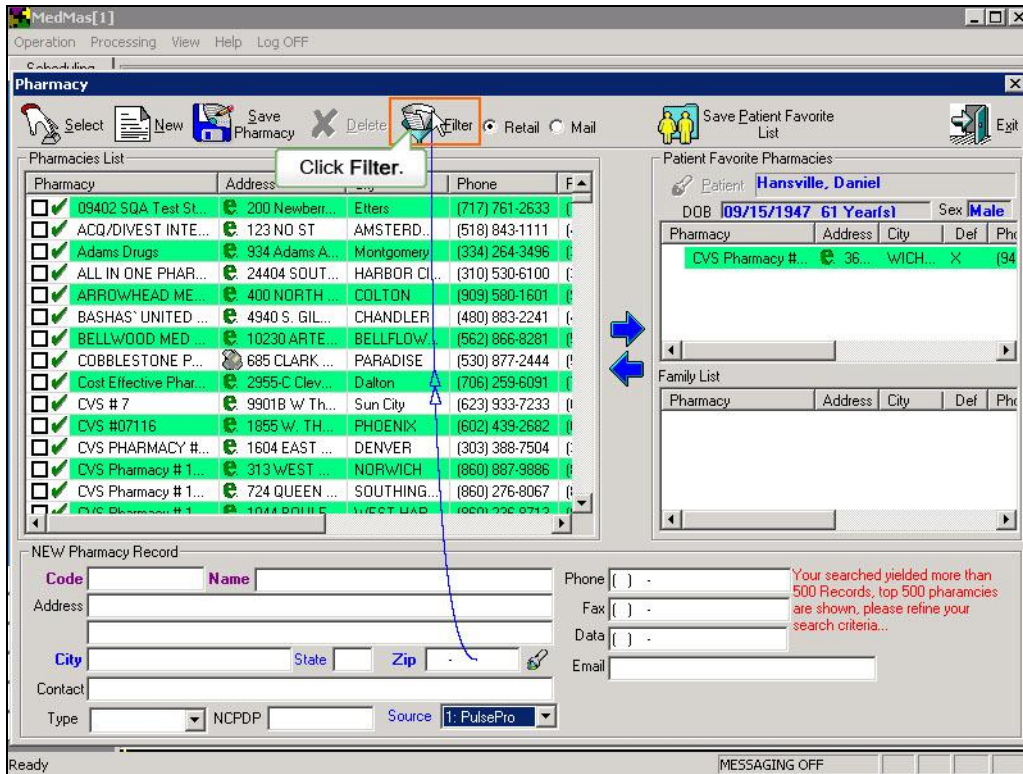 MedMas[1]
Operation Processing View Help Log OFF
Scheduling
Pharmacy
Select New Save Pharmacy Delete Filter Retail Mail Save Patient Favorite List Exit
Click Filter.
Pharmacies List
Pharmacy Address Phone F
09402 SQA Test St... 200 Newberr... Etters (717) 761-2633
ACQ/DIVEST INTE... 123 NO ST AMSTERD... (518) 843-1111
Adams Drugs 934 Adams A... Montgomery (334) 264-3496
ALL IN ONE PHAR... 24404 SOUT... HARBOR CI... (310) 530-6100
ARROWHEAD ME... 400 NORTH ... COLTON (909) 580-1601
BASHAS` UNITED ... 4940 S. GIL... CHANDLER (480) 883-2241
BELLWOOD MED ... 10230 ARTE... BELLFLOW... (562) 866-8281
COBBLESTONE P... 685 CLARK ... PARADISE (530) 877-2444
Cost Effective Phar... 2955-C Clev... Dalton (706) 259-6091
CVS # 7 9901B W Th... Sun City (623) 933-7233
CVS #07116 1855 W. TH... PHOENIX (602) 439-2682
CVS PHARMACY #... 1604 EAST ... DENVER (303) 388-7504
CVS Pharmacy # 1... 313 WEST ... NORWICH (860) 887-9886
CVS Pharmacy # 1... 724 QUEEN ... SOUTHING... (860) 276-8067
CVS Pharmacy # 1
Patient Favorite Pharmacies
Patient Hansville, Daniel
DOB 09/15/1947 61 Year(s) Sex Male
Pharmacy Address City Def Pho
CVS Pharmacy #... 36... WICH... X (94
Family List
Pharmacy Address City Def Pho
NEW Pharmacy Record
Code Name
Address
City State Zip -
Contact
Type NCPDP Source 1: PulsePro
Phone ( ) -
Fax ( ) -
Data ( ) -
Email
Your searched yielded more than
500 Records, top 500 pharamcies
are shown, please refine your
search criteria...
Ready MESSAGING OFF